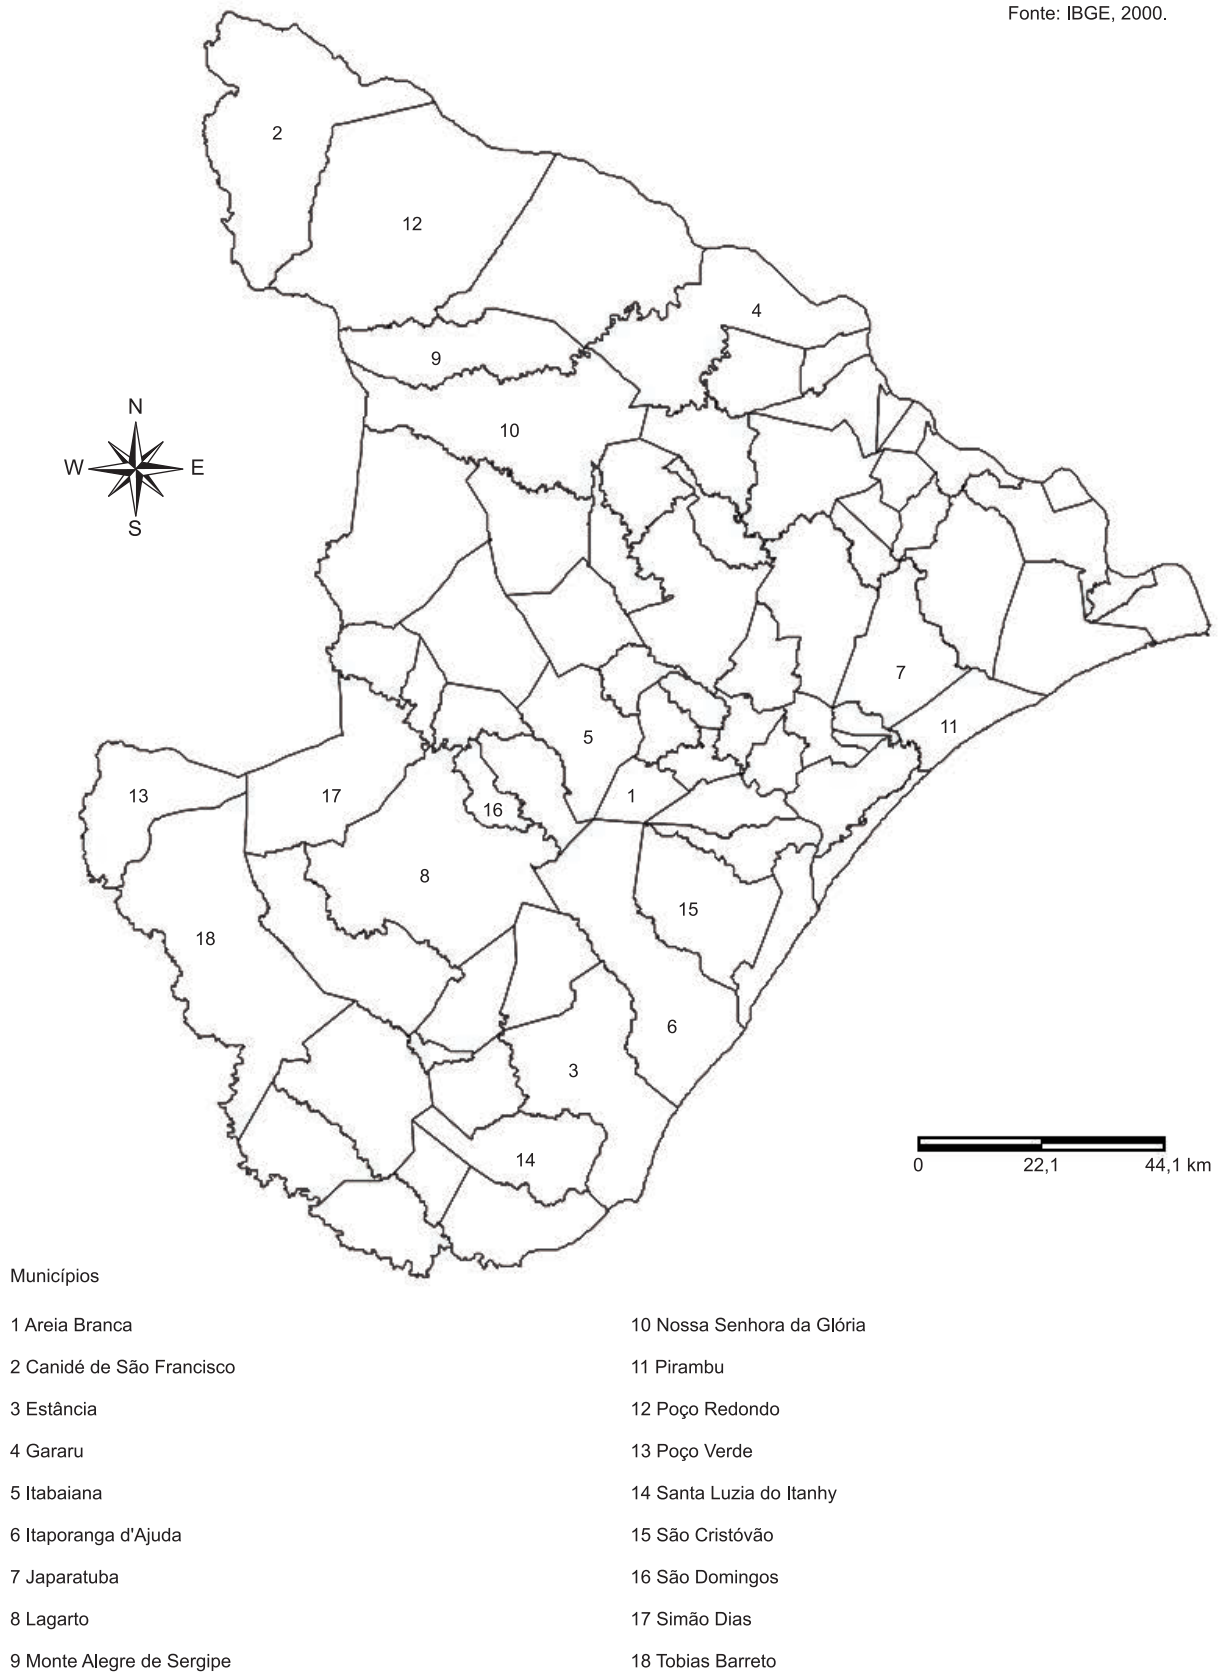 Fonte: IBGE, 2000.
2
12
4
9
10
N
W E
S
7
11
5
13
17
1
16
8
15
18
6
3
14
0 22,1 44,1 km
Municípios
1 Areia Branca
2 Canidé de São Francisco
3 Estância
4 Gararu
5 Itabaiana
6 Itaporanga d'Ajuda
7 Japaratuba
8 Lagarto
9 Monte Alegre de Sergipe
10 Nossa Senhora da Glória
11 Pirambu
12 Poço Redondo
13 Poço Verde
14 Santa Luzia do Itanhy
15 São Cristóvão
16 São Domingos
17 Simão Dias
18 Tobias Barreto